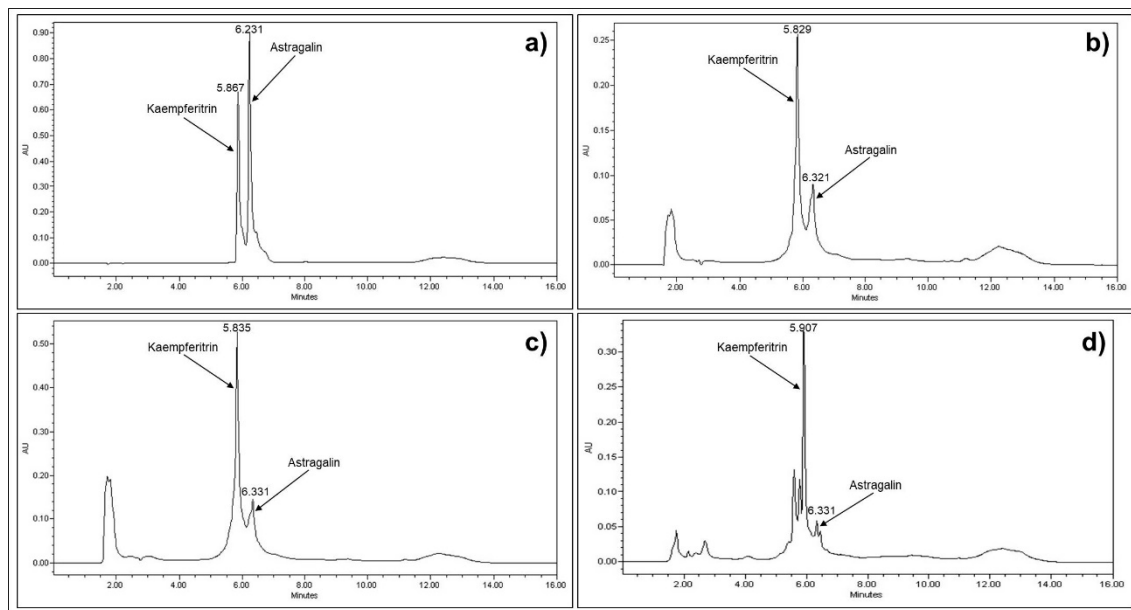 a)
6.231
Astragalin
5.867
Kaempferitrin
AU
0.90
0.80
0.70
0.60
0.50
0.40
0.30
0.20
0.10
0.00
2.00 4.00 6.00 8.00 10.00 12.00 14.00 16.00
Minutes
b)
5.829
Kaempferitrin
Astragalin
6.321
AU
0.25
0.20
0.15
0.10
0.05
0.00
2.00 4.00 6.00 8.00 10.00 12.00 14.00 16.00
Minutes
c)
5.835
Kaempferitrin
Astragalin
6.331
AU
0.50
0.40
0.30
0.20
0.10
0.00
2.00 4.00 6.00 8.00 10.00 12.00 14.00 16.00
Minutes
d)
5.907
Kaempferitrin
Astragalin
6.331
AU
0.30
0.25
0.20
0.15
0.10
0.05
0.00
2.00 4.00 6.00 8.00 10.00 12.00 14.00 16.00
Minutes